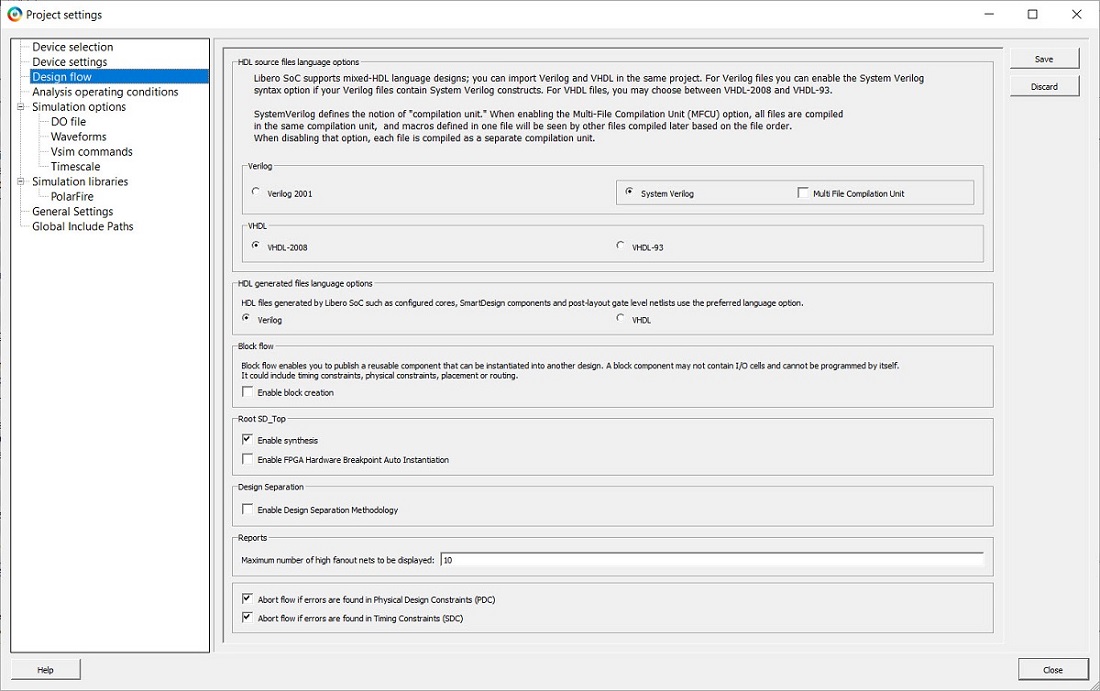 Project settings
Device selection
Device settings
Design flow
Analysis operating conditions
Simulation options
DO file
Waveforms
Vsim commands
Timescale
Simulation libraries
PolarFire
General Settings
Global Include Paths
HDL source files language options
Libero SoC supports mixed-HDL language designs; you can import Verilog and VHDL in the same project. For Verilog files you can enable the System Verilog
syntax option if your Verilog files contain System Verilog constructs. For VHDL files, you may choose between VHDL-2008 and VHDL-93.
SystemVerilog defines the notion of "compilation unit." When enabling the Multi-File Compilation Unit (MFCU) option, all files are compiled
in the same compilation unit, and macros defined in one file will be seen by other files compiled later based on the file order.
When disabling that option, each file is compiled as a separate compilation unit.
Verilog
Verilog 2001
System Verilog
Multi File Compilation Unit
VHDL
VHDL-2008
VHDL-93
HDL generated files language options
HDL files generated by Libero SoC such as configured cores, SmartDesign components and post-layout gate level netlists use the preferred language option.
Verilog
VHDL
Block flow
Block flow enables you to publish a reusable component that can be instantiated into another design. A block component may not contain I/O cells and cannot be programmed by itself.
It could include timing constraints, physical constraints, placement or routing.
Enable block creation
Root SD_Top
Enable synthesis
Enable FPGA Hardware Breakpoint Auto Instantiation
Design Separation
Enable Design Separation Methodology
Reports
Maximum number of high fanout nets to be displayed: 10
Abort flow if errors are found in Physical Design Constraints (PDC)
Abort flow if errors are found in Timing Constraints (SDC)
Save
Discard
Help
Close